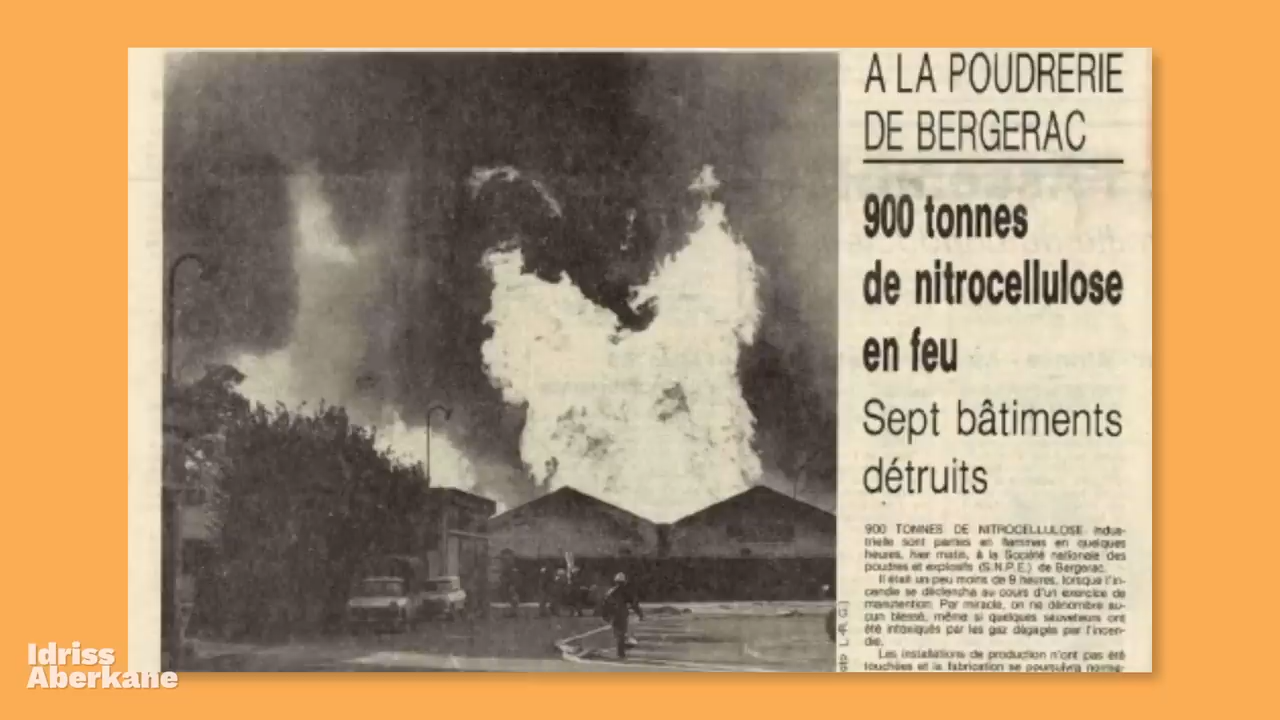 A LA POUDRERIE
DE BERGERAC
900 tonnes
de nitrocellulose
en feu
Sept bâtiments
détruits
900 TONNES DE NITROCELLULOSE indus-
trielle sont parties en flammes en quelques
heures, hier matin, à la Société nationale des
poudres et explosifs (S.N.P.E.) de Bergerac.
Il était un peu moins de 9 heures, lorsque l'in-
cendie se déclencha au cours d'un exercice de
manutention. Par miracle, on ne dénombre au-
cun blessé, même si quelques sauveteurs ont
été intoxiqués par les gaz dégagés par l'incen-
die.
Les installations de production n'ont pas été
touchées et la fabrication se poursuivra norma-
Idriss
Aberkane